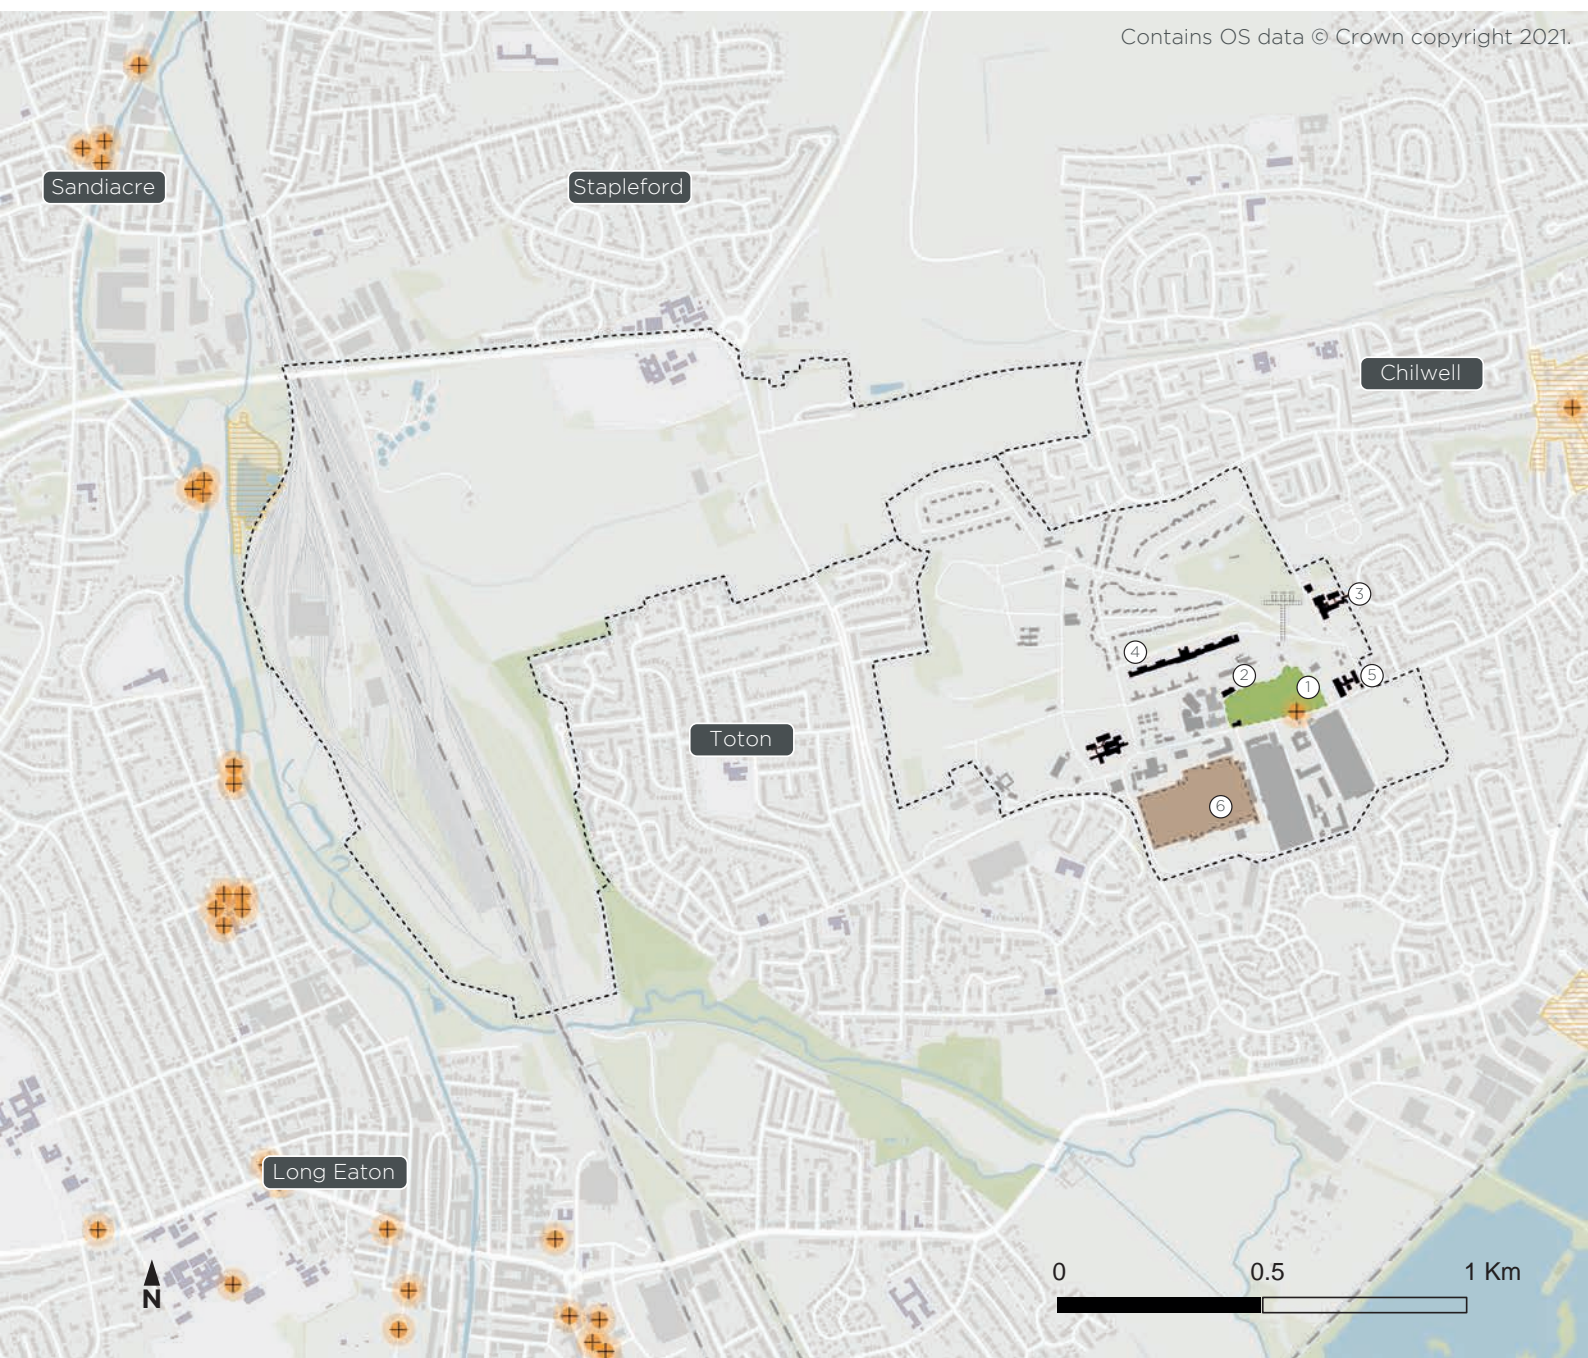 Contains OS data © Crown copyright 2021.
Sandiacre
Stapleford
Chilwell
3
4
2
5
1
Toton
6
Long Eaton
N
0 0.5 1 Km